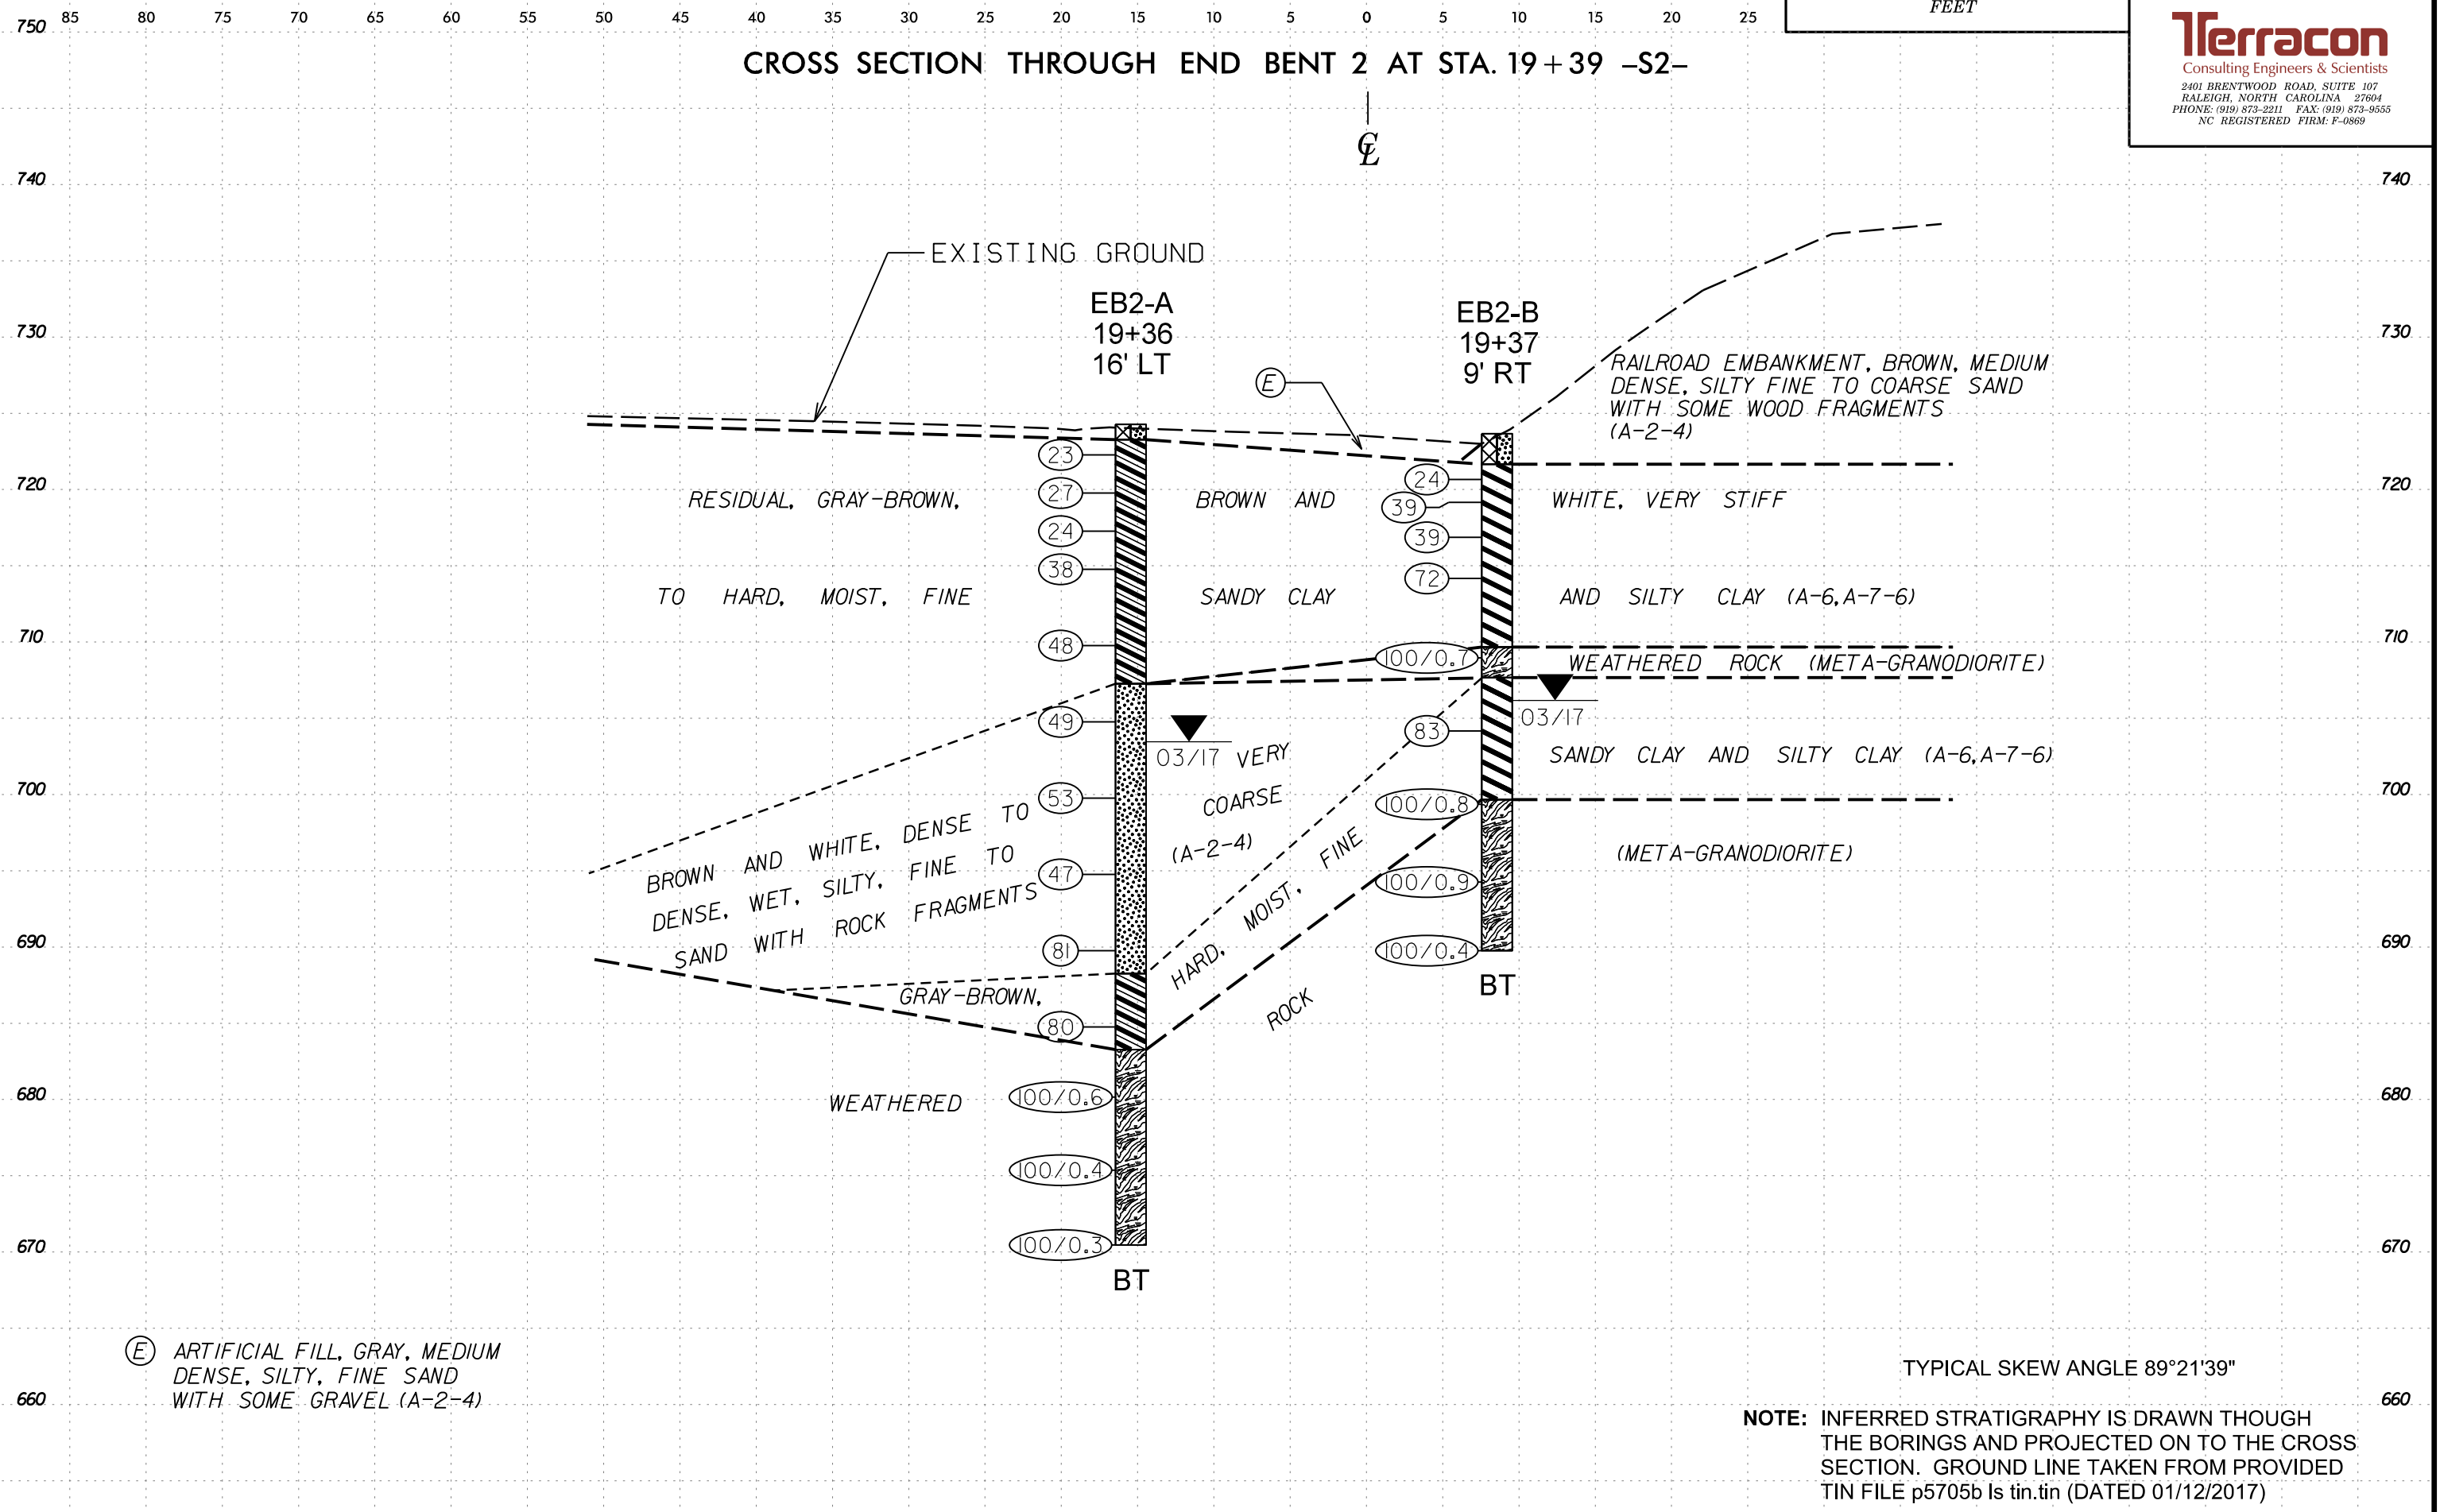 85 80 75 70 65 60 55 50 45 40 35 30 25 20 15 10 5 0 5 10 15 20 25
FEET
750
Terracon
Consulting Engineers & Scientists
2401 BRENTWOOD ROAD, SUITE 107
RALEIGH, NORTH CAROLINA 27604
PHONE: (919) 873-2211 FAX: (919) 873-9555
NC REGISTERED FIRM: F-0869
CROSS SECTION THROUGH END BENT 2 AT STA. 19+39 -S2-
℄
740 740
EXISTING GROUND
EB2-A
19+36
16' LT
EB2-B
19+37
9' RT
730 730
E
RAILROAD EMBANKMENT, BROWN, MEDIUM
DENSE, SILTY FINE TO COARSE SAND
WITH SOME WOOD FRAGMENTS
(A-2-4)
23
24
720 27 720
RESIDUAL, GRAY-BROWN, BROWN AND WHITE, VERY STIFF
39
24
39
38
72
TO HARD, MOIST, FINE SANDY CLAY AND SILTY CLAY (A-6,A-7-6)
710 710
48
100/0.7
WEATHERED ROCK (META-GRANODIORITE)
49
03/17
83
03/17
SANDY CLAY AND SILTY CLAY (A-6,A-7-6)
700 700
53
100/0.8
BROWN AND WHITE, DENSE TO VERY
DENSE, WET, SILTY, FINE TO COARSE
SAND WITH ROCK FRAGMENTS (A-2-4)
(META-GRANODIORITE)
47
100/0.9
690 690
81
100/0.4
BT
GRAY-BROWN, HARD, MOIST, FINE
80
ROCK
680 680
WEATHERED
100/0.6
100/0.4
670 670
100/0.3
BT
E ARTIFICIAL FILL, GRAY, MEDIUM
DENSE, SILTY, FINE SAND
WITH SOME GRAVEL (A-2-4)
660 660
TYPICAL SKEW ANGLE 89°21'39"
NOTE: INFERRED STRATIGRAPHY IS DRAWN THOUGH
THE BORINGS AND PROJECTED ON TO THE CROSS
SECTION. GROUND LINE TAKEN FROM PROVIDED
TIN FILE p5705b ls tin.tin (DATED 01/12/2017)